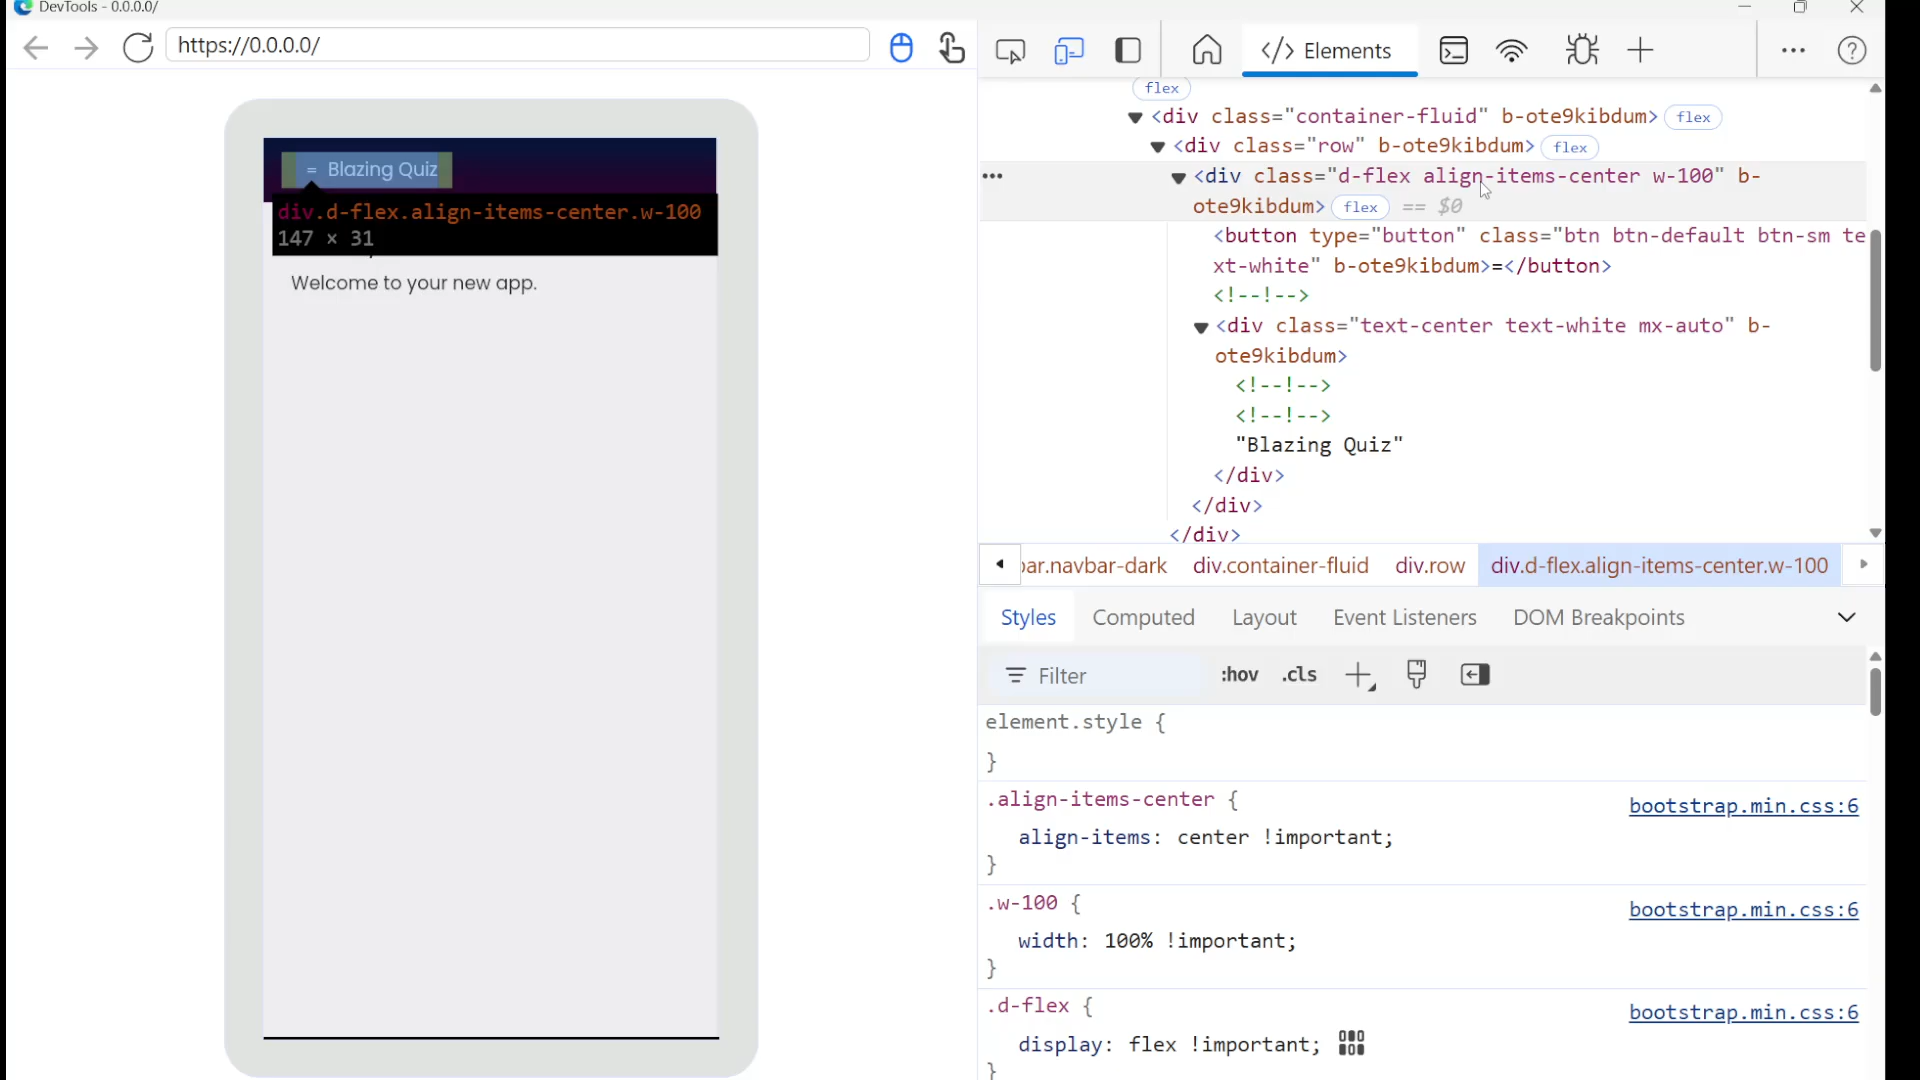 DevTools - 0.0.0.0/
https://0.0.0.0/
Elements
= Blazing Quiz
div.d-flex.align-items-center.w-100
147 × 31
Welcome to your new app.
flex
<div class="container-fluid" b-ote9kibdum> flex
<div class="row" b-ote9kibdum> flex
<div class="d-flex align-items-center w-100" b-
ote9kibdum> flex == $0
<button type="button" class="btn btn-default btn-sm te
xt-white" b-ote9kibdum>=</button>
<!--!-->
<div class="text-center text-white mx-auto" b-
ote9kibdum>
<!--!-->
<!--!-->
"Blazing Quiz"
</div>
</div>
</div>
bar.navbar-dark div.container-fluid div.row div.d-flex.align-items-center.w-100
Styles Computed Layout Event Listeners DOM Breakpoints
Filter :hov .cls
element.style {
}
.align-items-center { bootstrap.min.css:6
align-items: center !important;
}
.w-100 { bootstrap.min.css:6
width: 100% !important;
}
.d-flex { bootstrap.min.css:6
display: flex !important;
}